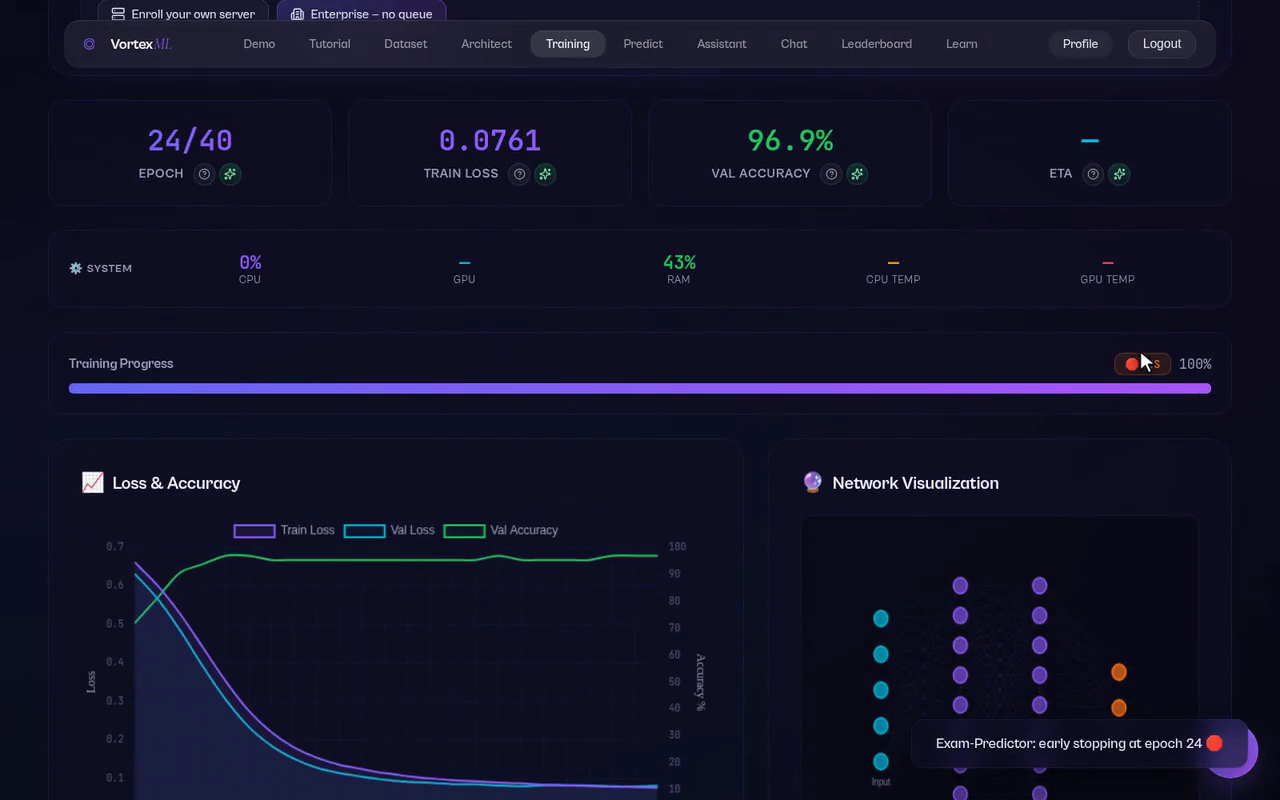 Enroll your own server
Enterprise – no queue
VortexML
Demo
Tutorial
Dataset
Architect
Training
Predict
Assistant
Chat
Leaderboard
Learn
Profile
Logout
24/40
EPOCH
0.0761
TRAIN LOSS
96.9%
VAL ACCURACY
—
ETA
SYSTEM
0%
CPU
—
GPU
43%
RAM
—
CPU TEMP
—
GPU TEMP
Training Progress
100%
Loss & Accuracy
Train Loss
Val Loss
Val Accuracy
0.7
0.6
0.5
0.4
0.3
0.2
0.1
Loss
100
90
80
70
60
50
40
30
20
10
Accuracy %
Network Visualization
Input
Exam-Predictor: early stopping at epoch 24